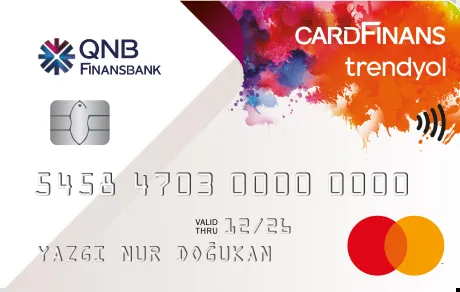 QNB
FINANSBANK
CARDFINANS
trendyol
5458 4703 0000 0000
VALID
THRU
12/26
YAZGI NUR DOĞUKAN